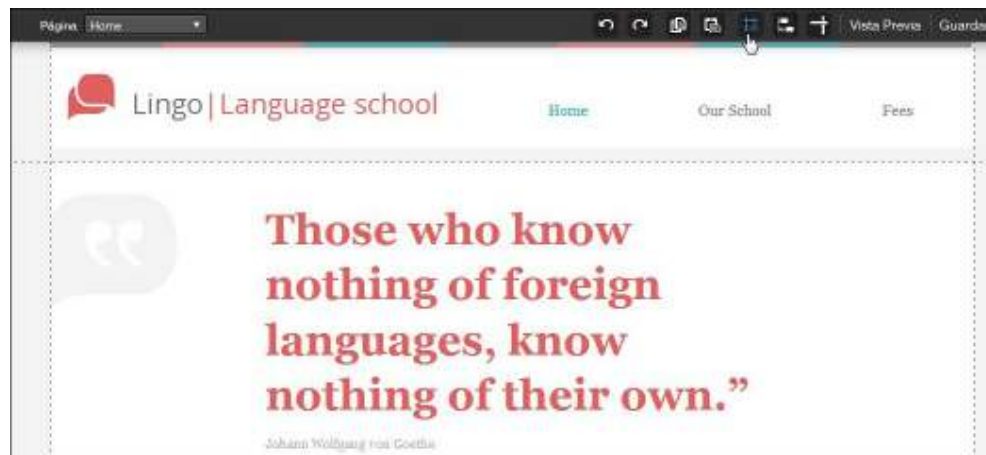 Página Home
Vista Previa Guardar
Lingo|Language school
Home Our School Fees
Those who know
nothing of foreign
languages, know
nothing of their own.”
-Johann Wolfgang von Goethe